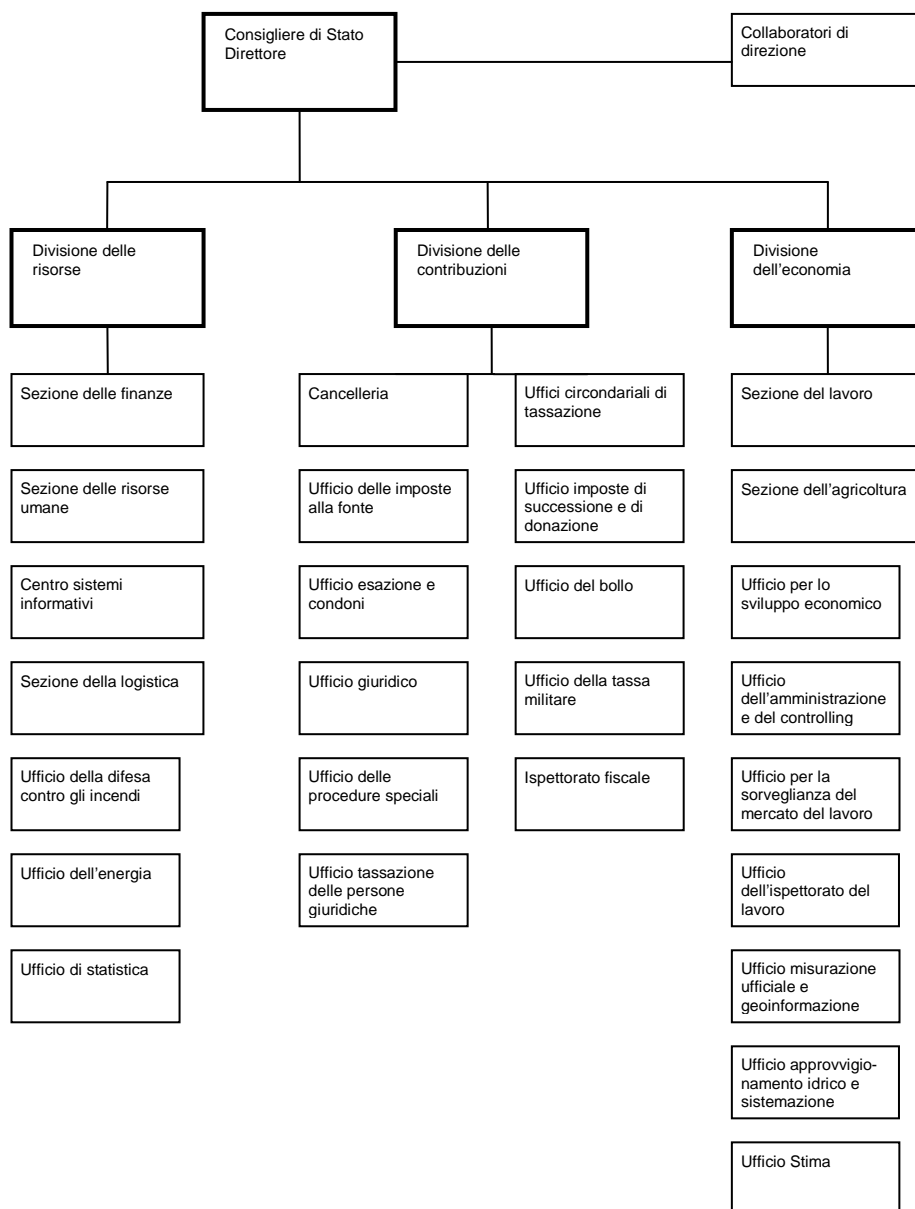 Consigliere di Stato
Direttore
Collaboratori di
direzione
Divisione delle
risorse
Divisione delle
contribuzioni
Divisione
dell'economia
Sezione delle finanze
Cancelleria
Uffici circondariali di
tassazione
Sezione del lavoro
Sezione delle risorse
umane
Ufficio delle imposte
alla fonte
Ufficio imposte di
successione e di
donazione
Sezione dell'agricoltura
Centro sistemi
informativi
Ufficio esazione e
condoni
Ufficio del bollo
Ufficio per lo
sviluppo economico
Sezione della logistica
Ufficio giuridico
Ufficio della tassa
militare
Ufficio
dell'amministrazione
e del controlling
Ufficio della difesa
contro gli incendi
Ufficio delle
procedure speciali
Ispettorato fiscale
Ufficio per la
sorveglianza del
mercato del lavoro
Ufficio dell'energia
Ufficio tassazione
delle persone
giuridiche
Ufficio
dell'ispettorato del
lavoro
Ufficio di statistica
Ufficio misurazione
ufficiale e
geoinformazione
Ufficio approvvigio-
namento idrico e
sistemazione
Ufficio Stima